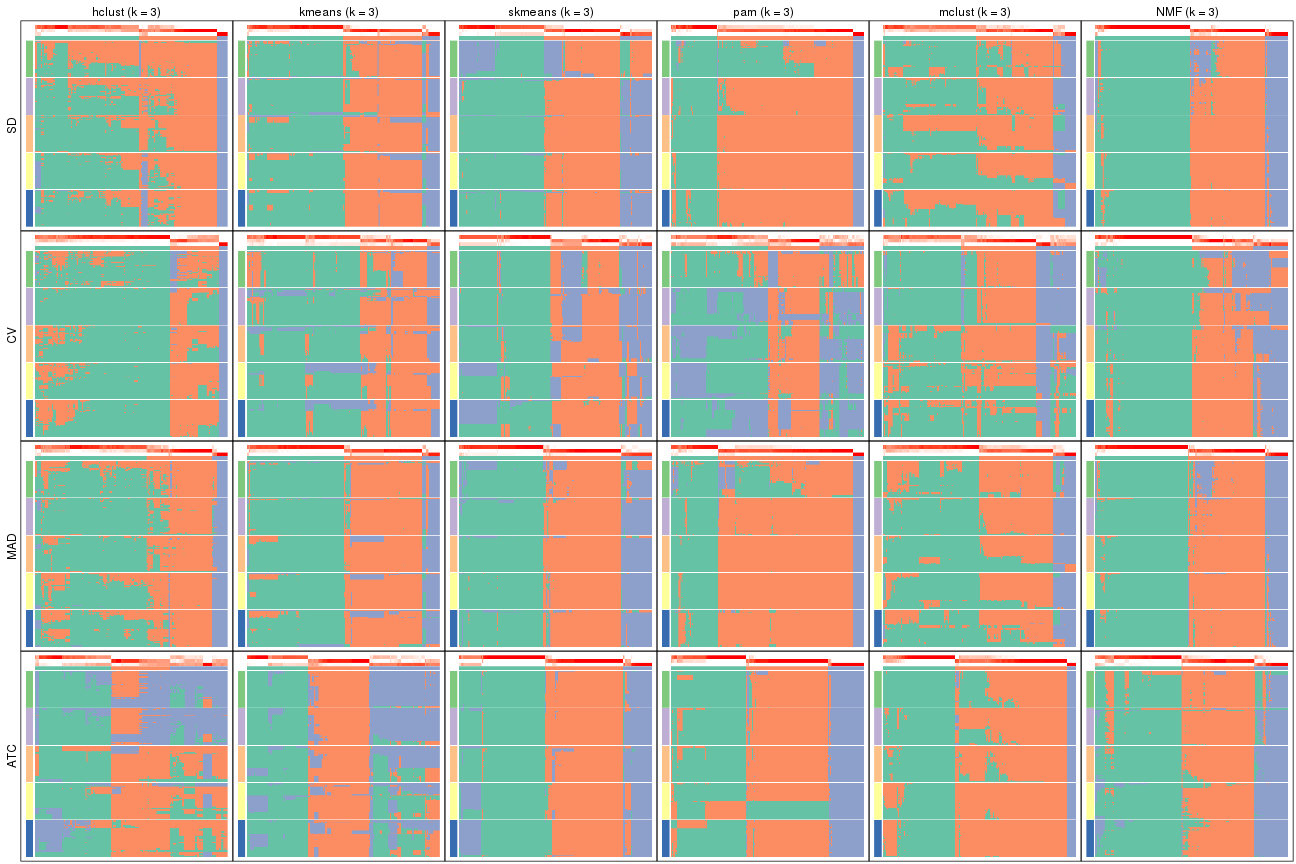 hclust (k = 3) kmeans (k = 3) skmeans (k = 3) pam (k = 3) mclust (k = 3) NMF (k = 3)
SD
CV
MAD
ATC